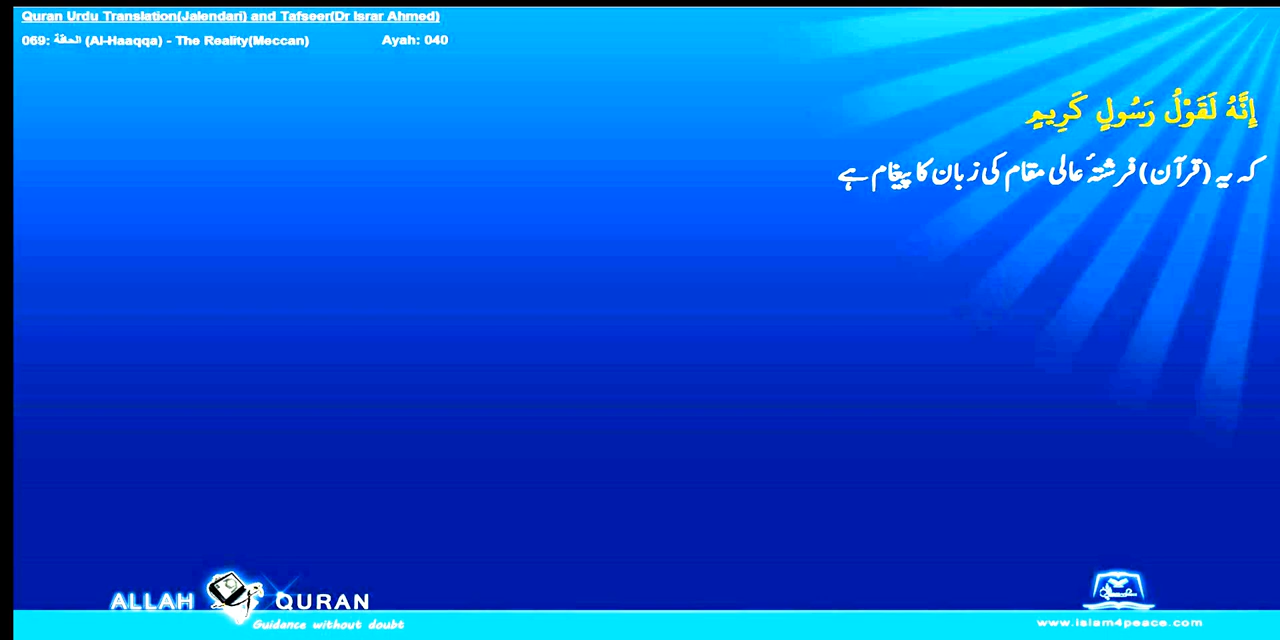 Quran Urdu Translation(Jalendari) and Tafseer(Dr Israr Ahmed)
069: الحاقة (Al-Haaqqa) - The Reality(Meccan) Ayah: 040
إِنَّهُ لَقَوْلُ رَسُولٍ كَرِيمٍ
کہ یہ (قرآن) فرشتۂ عالی مقام کی زبان کا پیغام ہے
ALLAH QURAN
Guidance without doubt
www.islam4peace.com